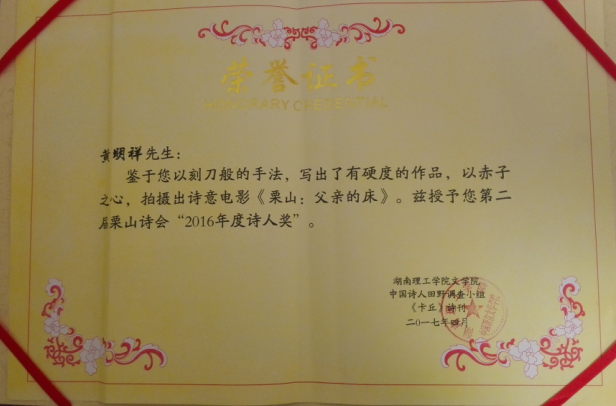 荣誉证书
HONORARY CREDENTIAL
黄明祥先生：
鉴于您以刻刀般的手法，写出了有硬度的作品，以赤子
之心，拍摄出诗意电影《栗山：父亲的床》。兹授予您第二
届栗山诗会“2016年度诗人奖”。
湖南理工学院文学院
中国诗人田野调查小组
《卡丘》诗刊
二〇一七年四月